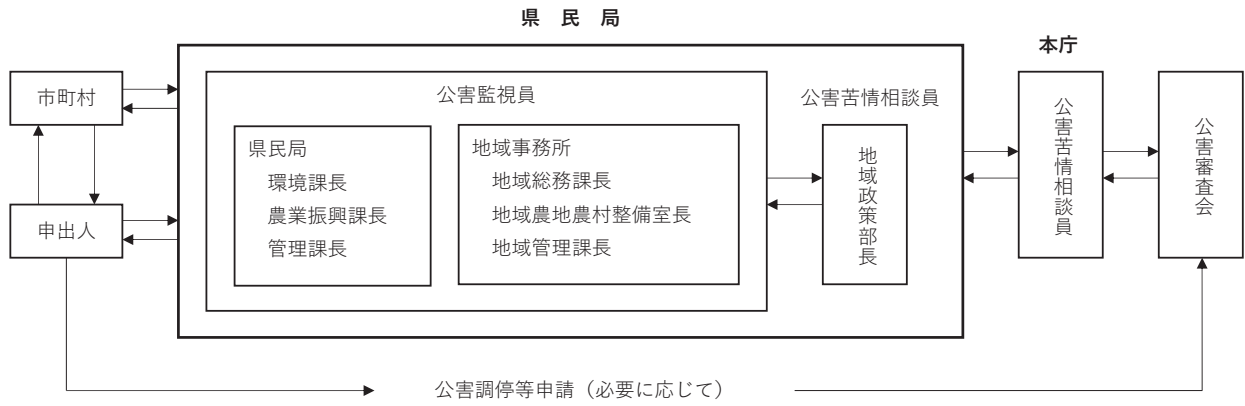 県 民 局
本庁
市町村
申出人
公害監視員
県民局
環境課長
農業振興課長
管理課長
地域事務所
地域総務課長
地域農地農村整備室長
地域管理課長
公害苦情相談員
地域政策部長
公害苦情相談員
公害審査会
公害調停等申請（必要に応じて）